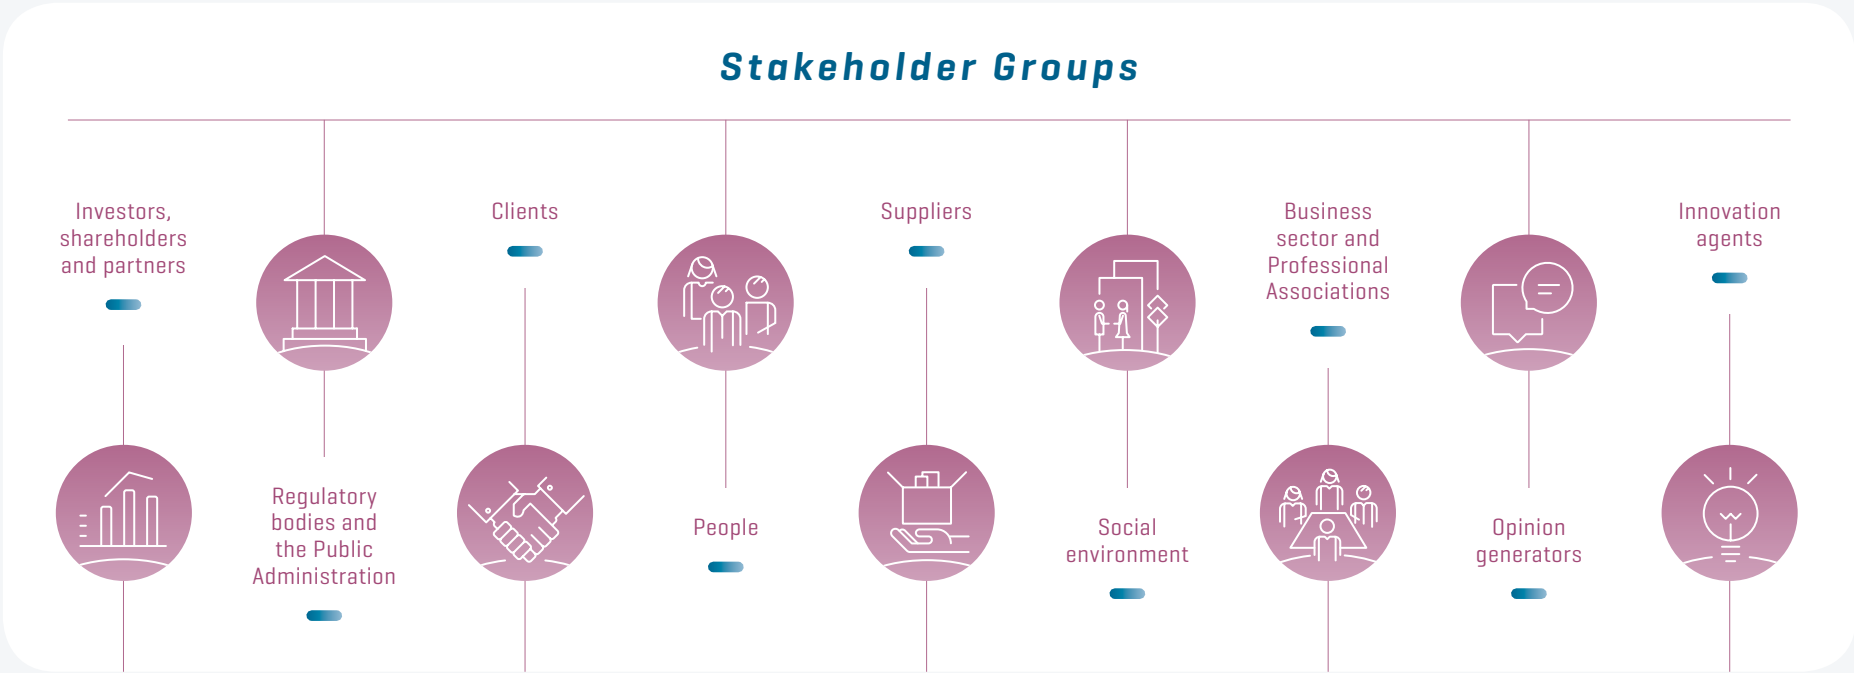 Stakeholder Groups
Investors,
shareholders
and partners
Regulatory
bodies and
the Public
Administration
Clients
People
Suppliers
Social
environment
Business
sector and
Professional
Associations
Opinion
generators
Innovation
agents